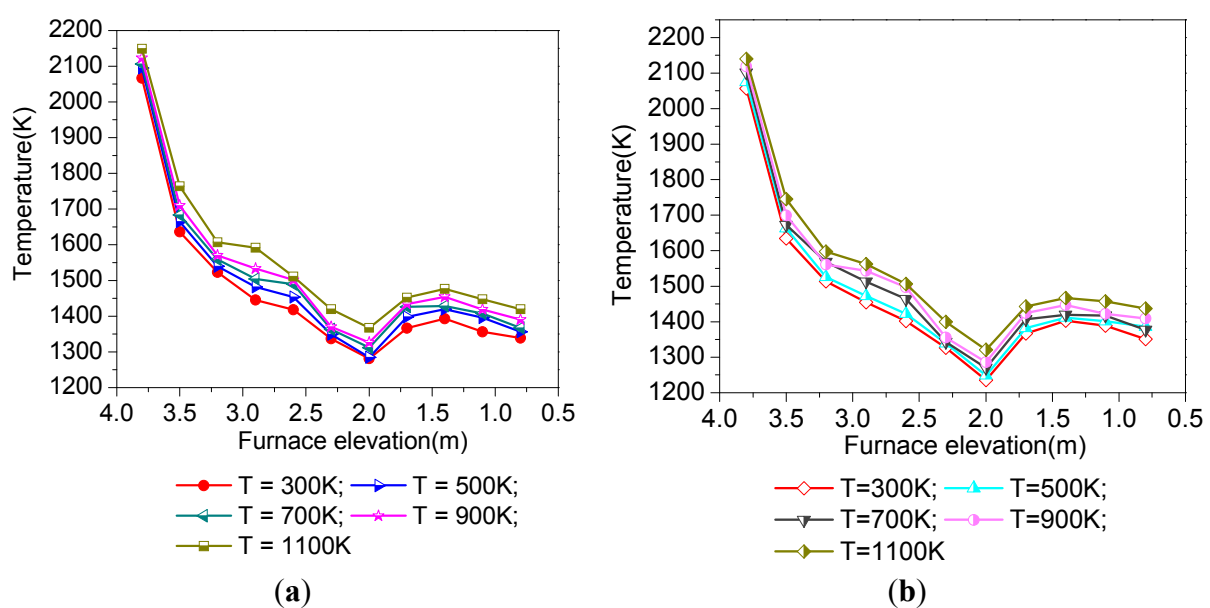 2200
2100
2000
1900
1800
1700
1600
1500
1400
1300
1200
Temperature(K)
4.0 3.5 3.0 2.5 2.0 1.5 1.0 0.5
Furnace elevation(m)
T = 300K; T = 500K;
T = 700K; T = 900K;
T = 1100K
(a)
2200
2100
2000
1900
1800
1700
1600
1500
1400
1300
1200
Temperature(K)
4.0 3.5 3.0 2.5 2.0 1.5 1.0 0.5
Furnace elevation(m)
T=300K; T=500K;
T=700K; T=900K;
T=1100K
(b)